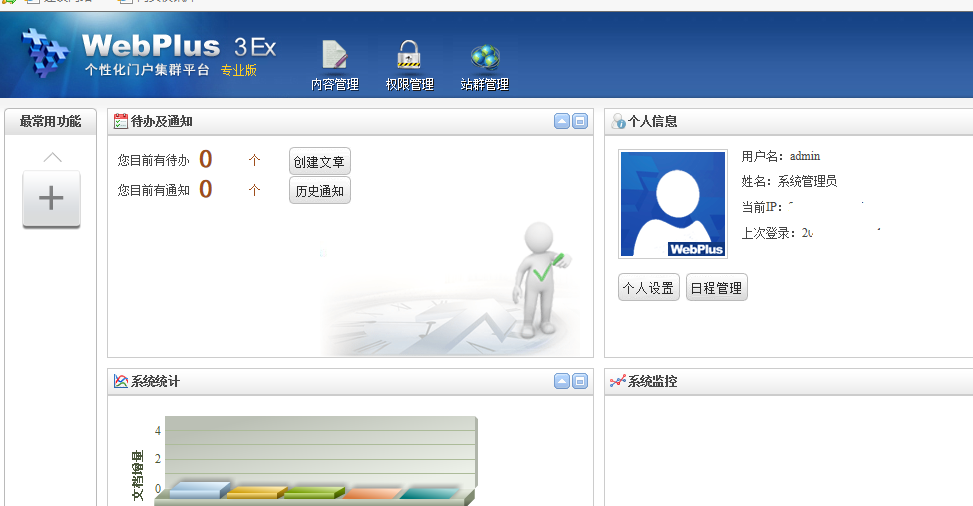 WebPlus 3Ex
个性化门户集群平台 专业版
内容管理 权限管理 站群管理
最常用功能
待办及通知
您目前有待办 0 个 创建文章
您目前有通知 0 个 历史通知
个人信息
WebPlus
用户名：admin
姓名：系统管理员
当前IP：
上次登录：20
个人设置 日程管理
系统统计
文档增量
4
2
0
系统监控